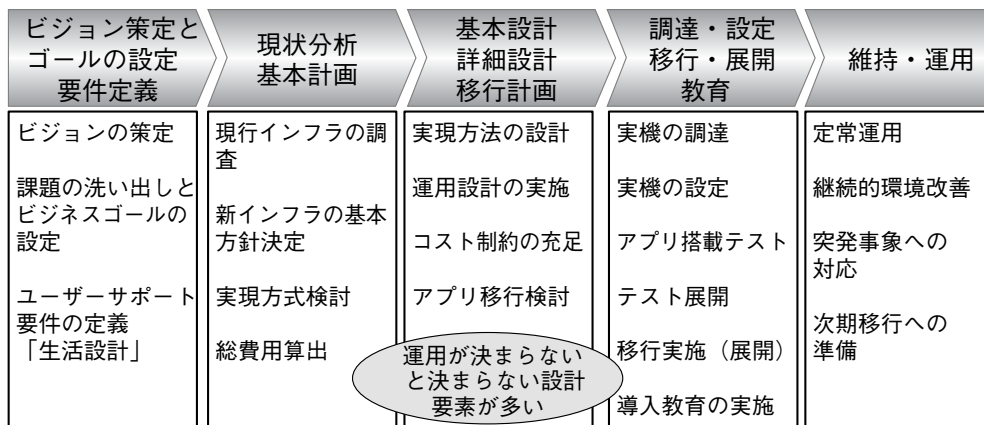 ビジョン策定と
ゴールの設定
要件定義
現状分析
基本計画
基本設計
詳細設計
移行計画
調達・設定
移行・展開
教育
維持・運用
ビジョンの策定
課題の洗い出しと
ビジネスゴールの
設定
ユーザーサポート
要件の定義
「生活設計」
現行インフラの調
査
新インフラの基本
方針決定
実現方式検討
総費用算出
実現方法の設計
運用設計の実施
コスト制約の充足
アプリ移行検討
運用が決まらない
と決まらない設計
要素が多い
実機の調達
実機の設定
アプリ搭載テスト
テスト展開
移行実施（展開）
導入教育の実施
定常運用
継続的環境改善
突発事象への
対応
次期移行への
準備